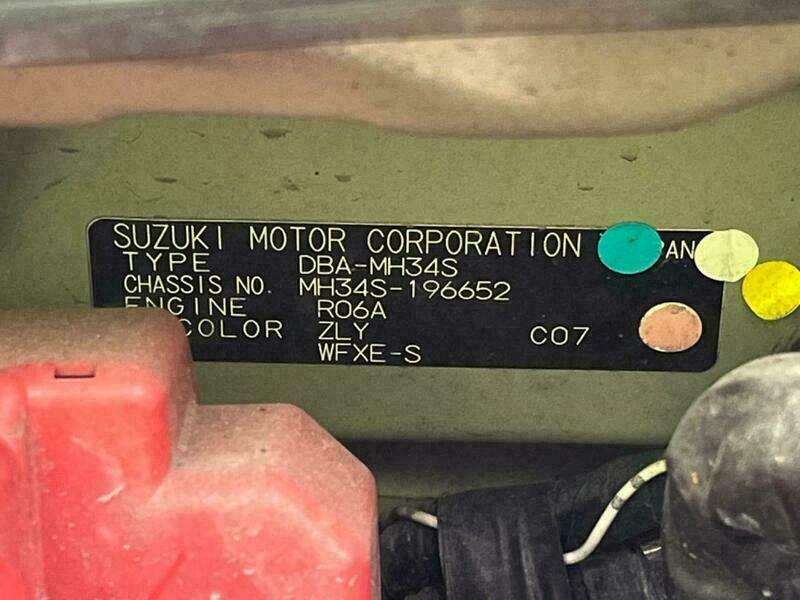 SUZUKI MOTOR CORPORATION
TYPE DBA-MH34S
CHASSIS NO. MH34S-196652
ENGINE R06A
COLOR ZLY C07
WFXE-S